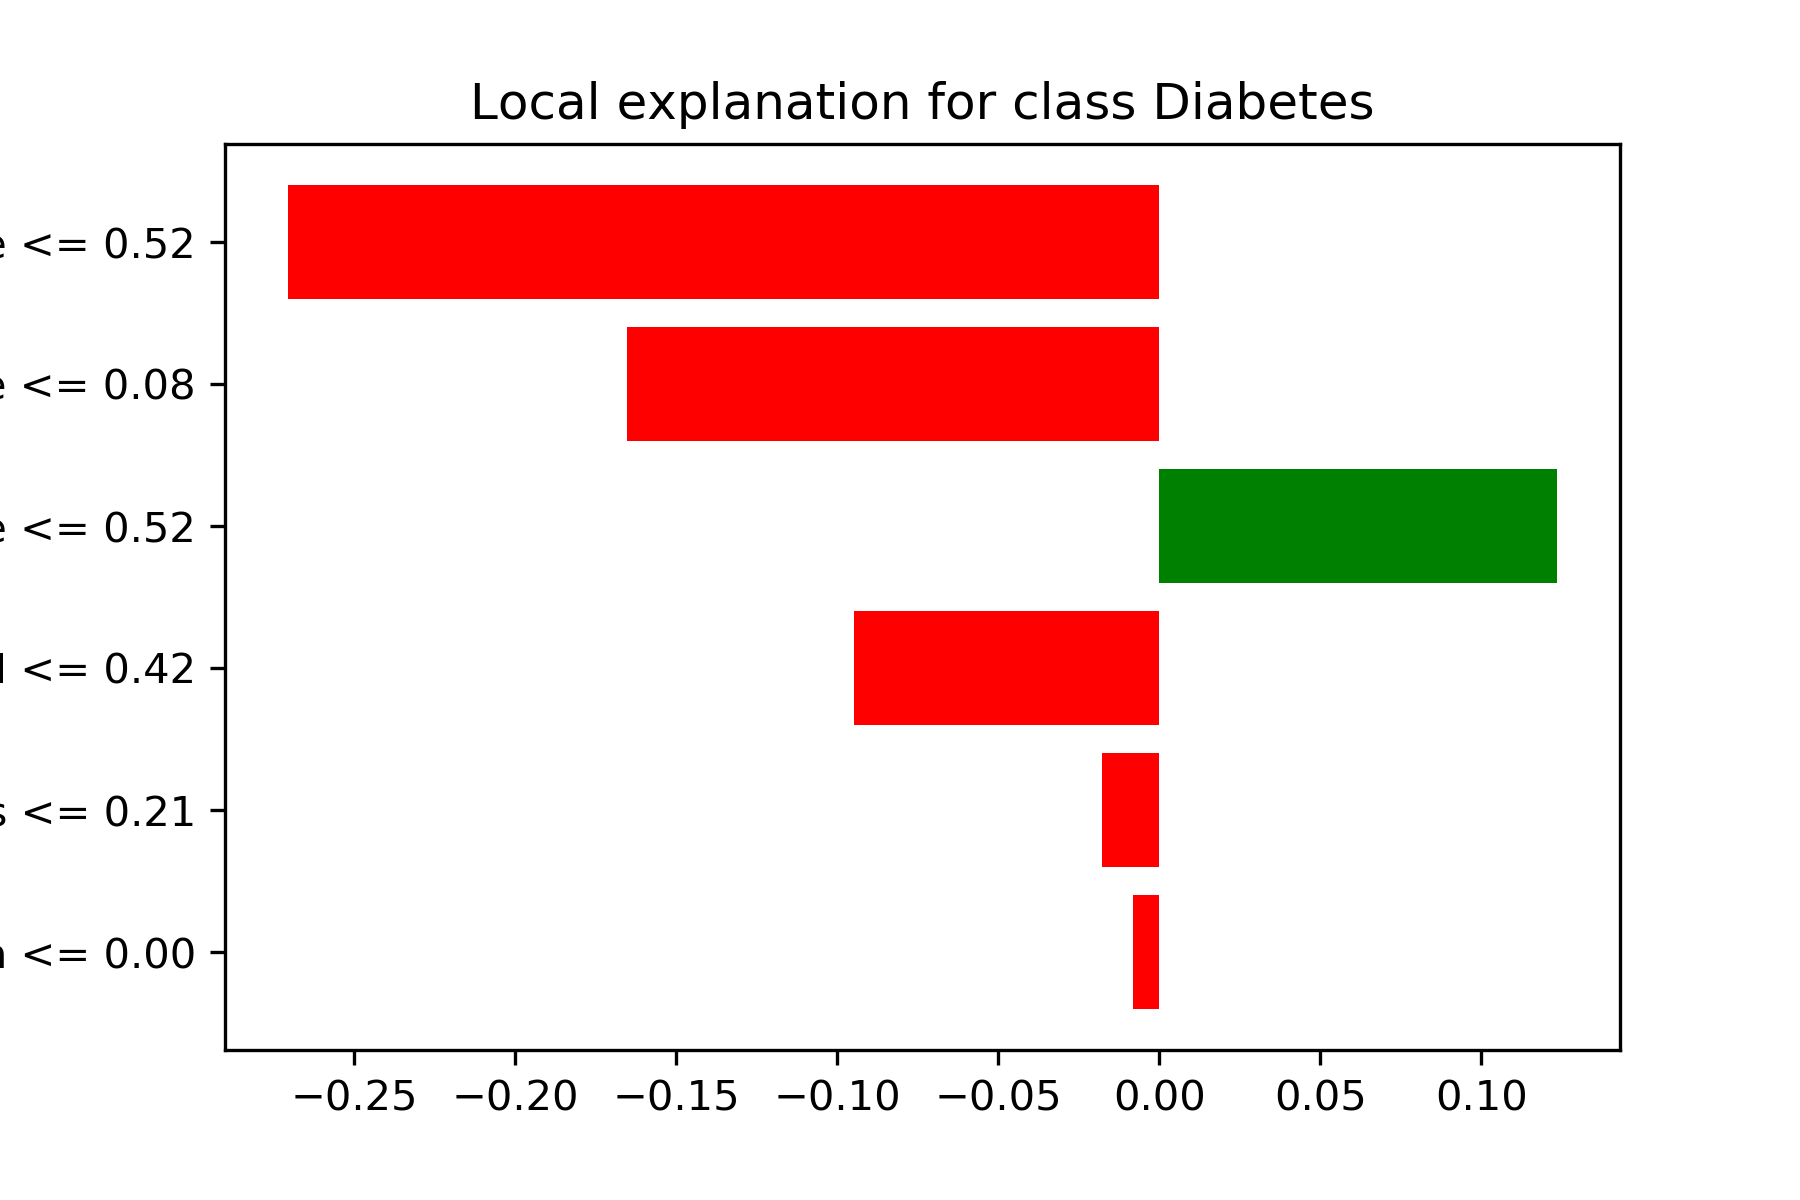 Local explanation for class Diabetes
e <= 0.52
e <= 0.08
e <= 0.52
l <= 0.42
s <= 0.21
n <= 0.00
−0.25 −0.20 −0.15 −0.10 −0.05 0.00 0.05 0.10